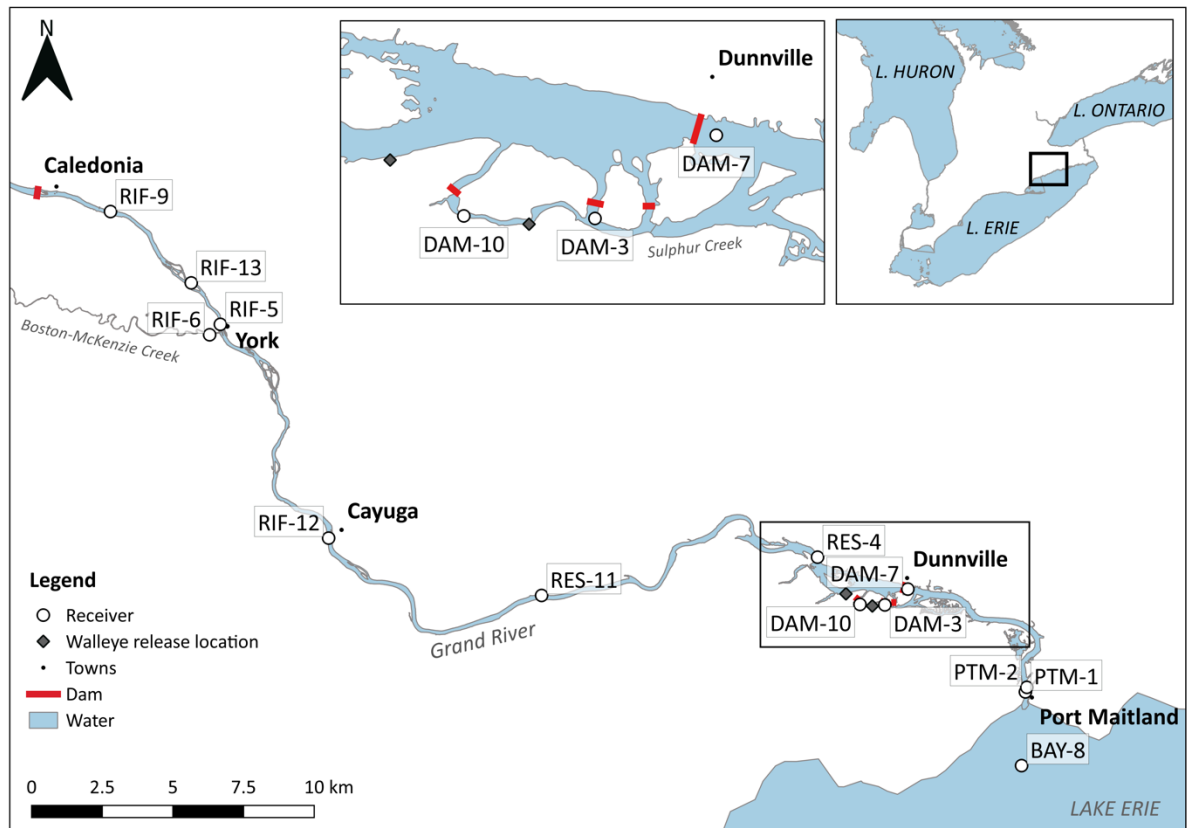 N
Caledonia
RIF-9
RIF-13
RIF-5
RIF-6
York
Boston-McKenzie Creek
RIF-12
Cayuga
RES-11
Grand River
RES-4
Dunnville
DAM-7
DAM-10
DAM-3
PTM-2
PTM-1
Port Maitland
BAY-8
LAKE ERIE
Dunnville
DAM-7
DAM-10
DAM-3
Sulphur Creek
L. HURON
L. ONTARIO
L. ERIE
Legend
Receiver
Walleye release location
Towns
Dam
Water
0 2.5 5 7.5 10 km